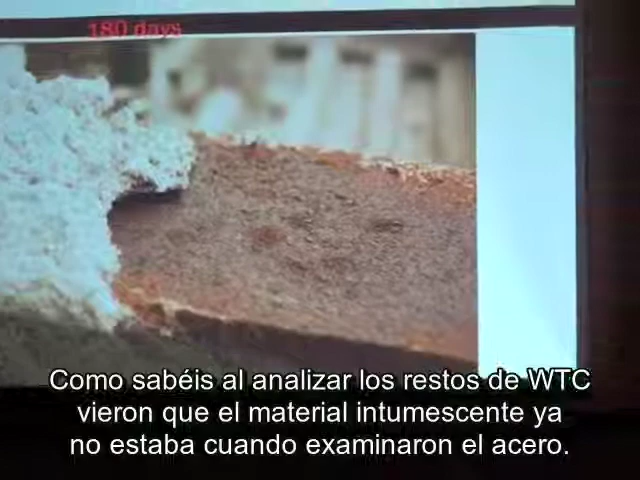 180 days
Como sabéis al analizar los restos de WTC
vieron que el material intumescente ya
no estaba cuando examinaron el acero.